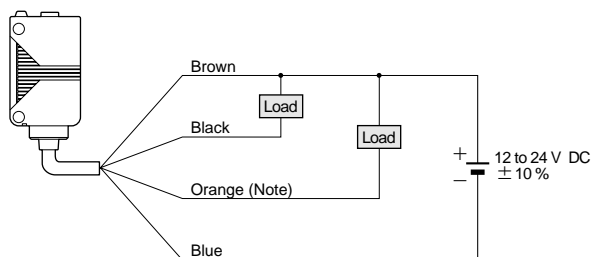 Brown
Load
Black
Load
+
12 to 24 V DC
−
± 10 %
Orange (Note)
Blue